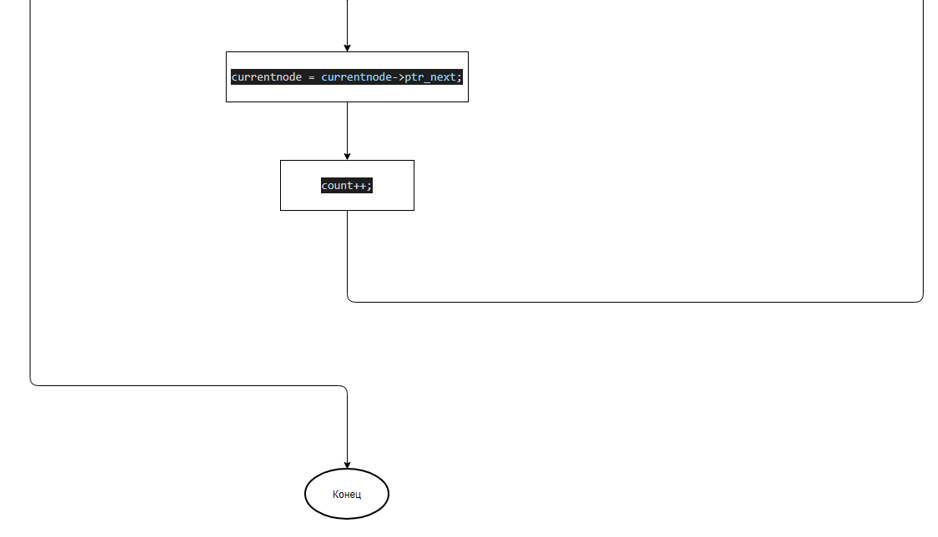 currentnode = currentnode->ptr_next;
count++;
Конец